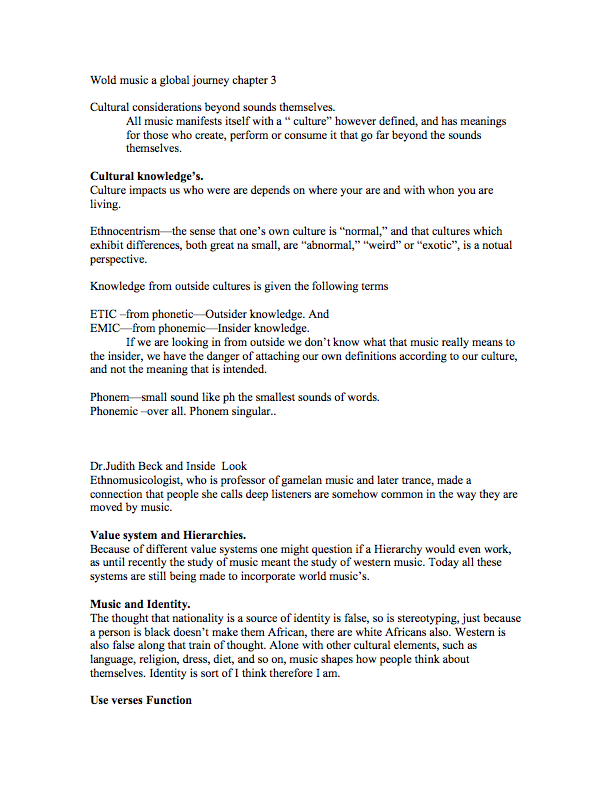 Wold music a global journey chapter 3
Cultural considerations beyond sounds themselves.
All music manifests itself with a “ culture” however defined, and has meanings
for those who create, perform or consume it that go far beyond the sounds
themselves.
Cultural knowledge’s.
Culture impacts us who were are depends on where your are and with whon you are
living.
Ethnocentrism—the sense that one’s own culture is “normal,” and that cultures which
exhibit differences, both great na small, are “abnormal,” “weird” or “exotic”, is a notual
perspective.
Knowledge from outside cultures is given the following terms
ETIC –from phonetic—Outsider knowledge. And
EMIC—from phonemic—Insider knowledge.
If we are looking in from outside we don’t know what that music really means to
the insider, we have the danger of attaching our own definitions according to our culture,
and not the meaning that is intended.
Phonem—small sound like ph the smallest sounds of words.
Phonemic –over all. Phonem singular..
Dr.Judith Beck and Inside  Look
Ethnomusicologist, who is professor of gamelan music and later trance, made a
connection that people she calls deep listeners are somehow common in the way they are
moved by music.
Value system and Hierarchies.
Because of different value systems one might question if a Hierarchy would even work,
as until recently the study of music meant the study of western music. Today all these
systems are still being made to incorporate world music’s.
Music and Identity.
The thought that nationality is a source of identity is false, so is stereotyping, just because
a person is black doesn’t make them African, there are white Africans also. Western is
also false along that train of thought. Alone with other cultural elements, such as
language, religion, dress, diet, and so on, music shapes how people think about
themselves. Identity is sort of I think therefore I am.
Use verses Function